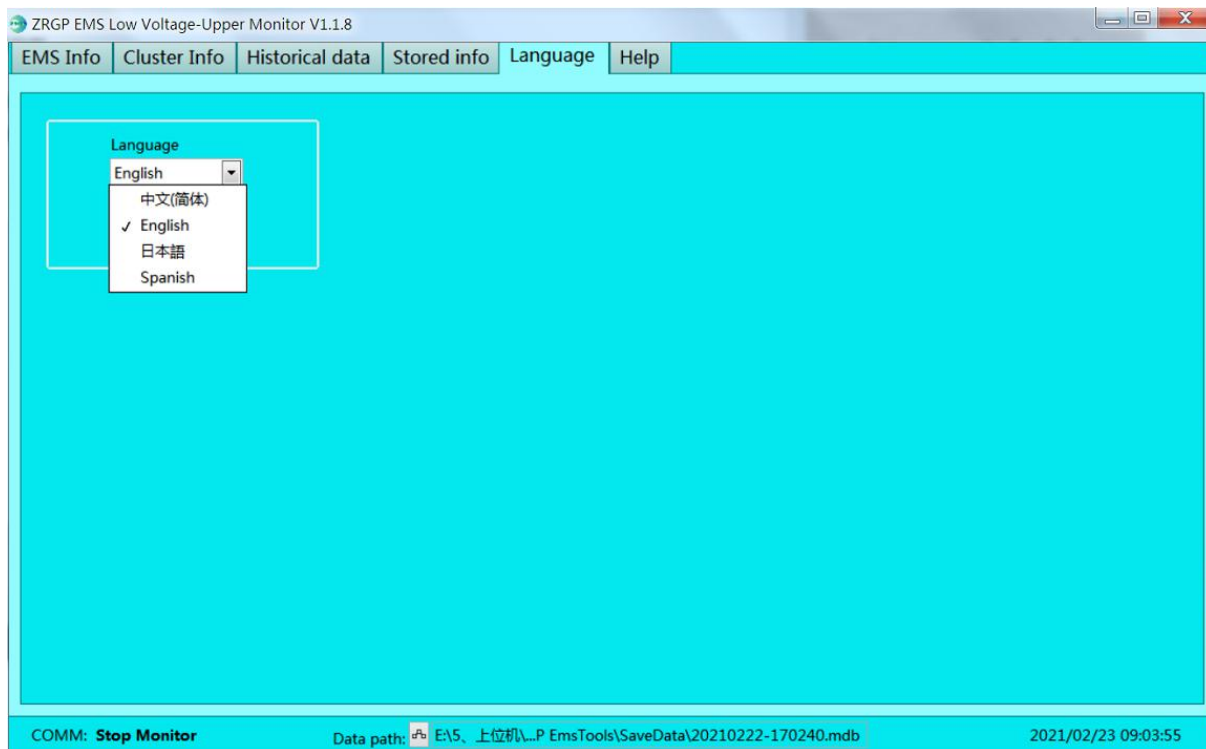 ZRGP EMS Low Voltage-Upper Monitor V1.1.8
EMS Info Cluster Info Historical data Stored info Language Help
Language
English
中文(简体)
✓ English
日本語
Spanish
COMM: Stop Monitor Data path: E:\5、上位机\...P EmsTools\SaveData\20210222-170240.mdb 2021/02/23 09:03:55